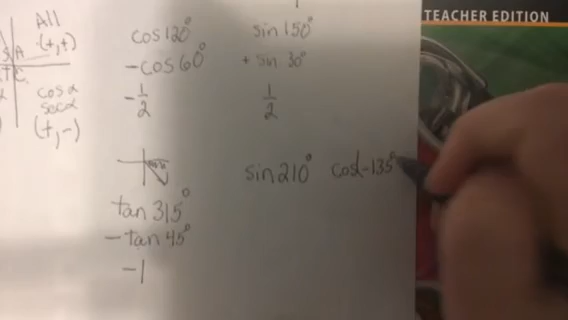 All
(+,+)
S A
T C
cos α
sec α
(+,-)
cos 120°
-cos 60°
-1/2
sin 150°
+ sin 30°
1/2
TEACHER EDITION
tan 315°
-tan 45°
-1
sin 210°
cos(-135°